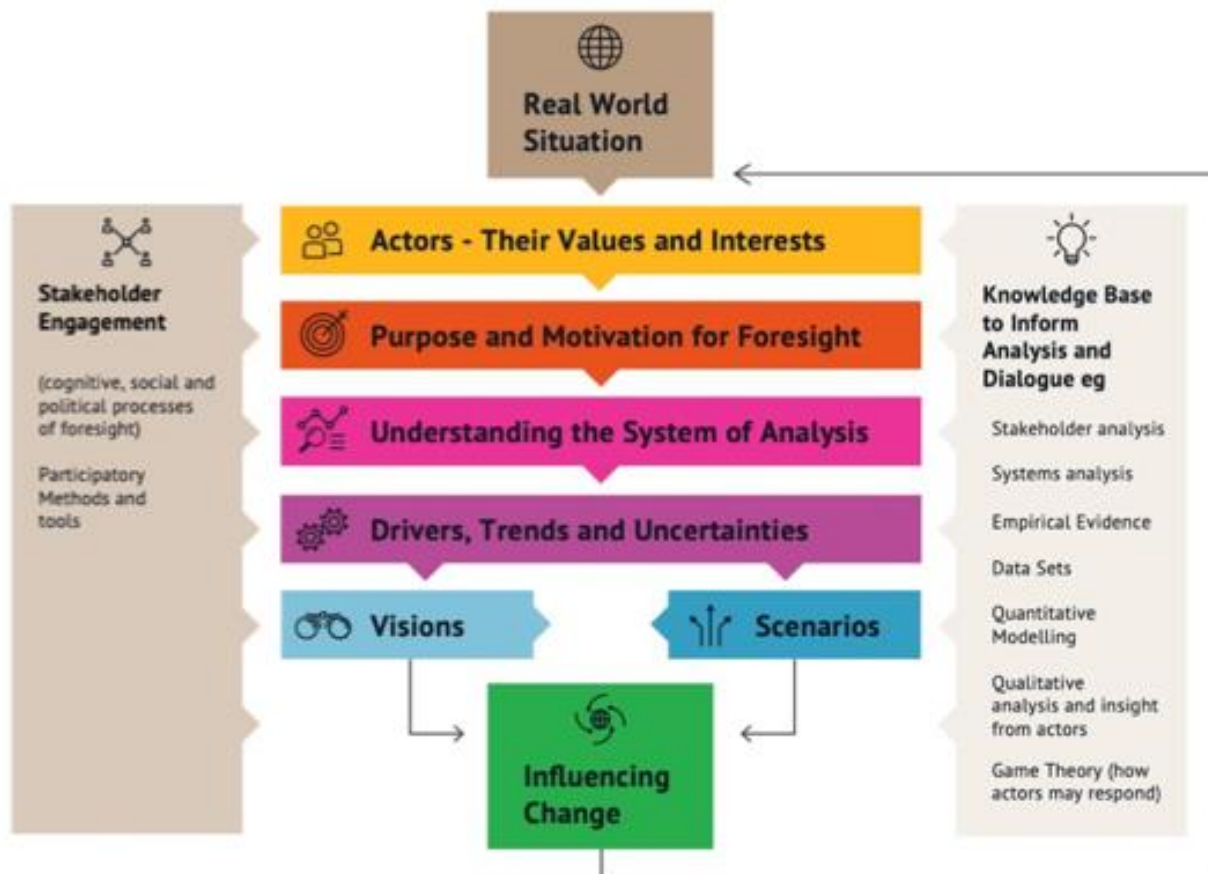 Real World
Situation
Actors - Their Values and Interests
Purpose and Motivation for Foresight
Understanding the System of Analysis
Drivers, Trends and Uncertainties
Visions
Scenarios
Influencing
Change
Stakeholder
Engagement
(cognitive, social and
political processes
of foresight)
Participatory
Methods and
tools
Knowledge Base
to Inform
Analysis and
Dialogue eg
Stakeholder analysis
Systems analysis
Empirical Evidence
Data Sets
Quantitative
Modelling
Qualitative
analysis and insight
from actors
Game Theory (how
actors may respond)